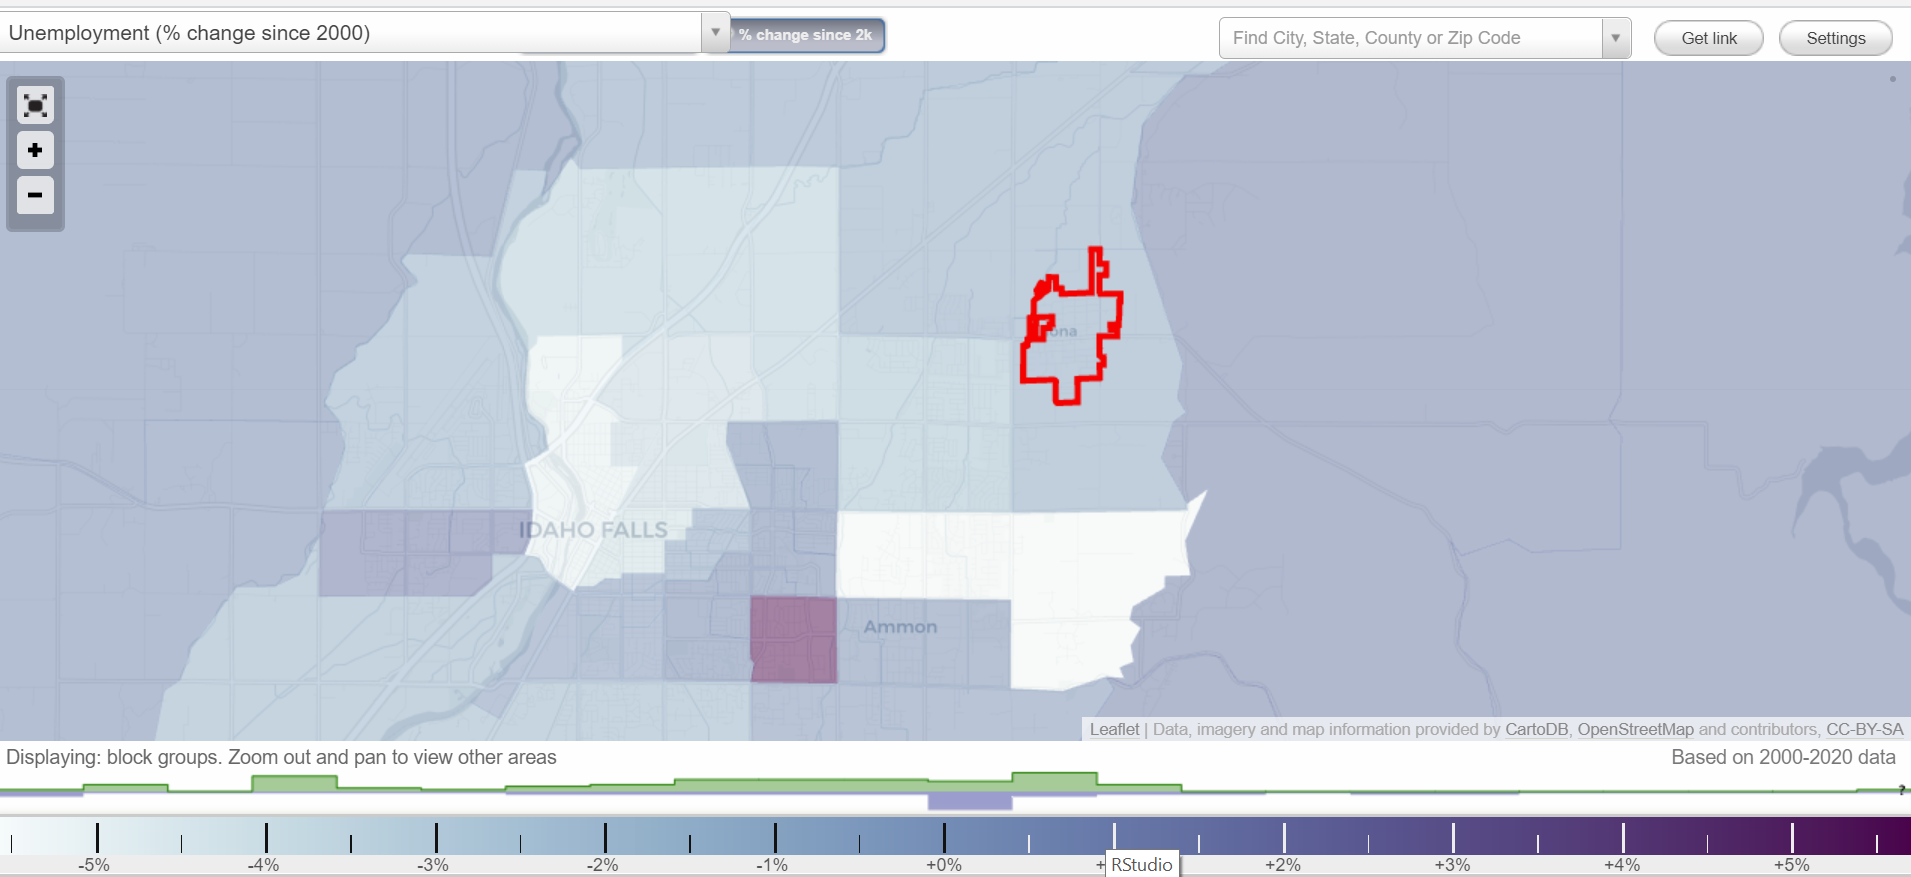 Unemployment (% change since 2000)
% change since 2k
Find City, State, County or Zip Code
Get link
Settings
IDAHO FALLS
Ammon
Leaflet | Data, imagery and map information provided by CartoDB, OpenStreetMap and contributors, CC-BY-SA
Displaying: block groups. Zoom out and pan to view other areas
Based on 2000-2020 data
?
-5% -4% -3% -2% -1% +0% +2% +3% +4% +5%
RStudio